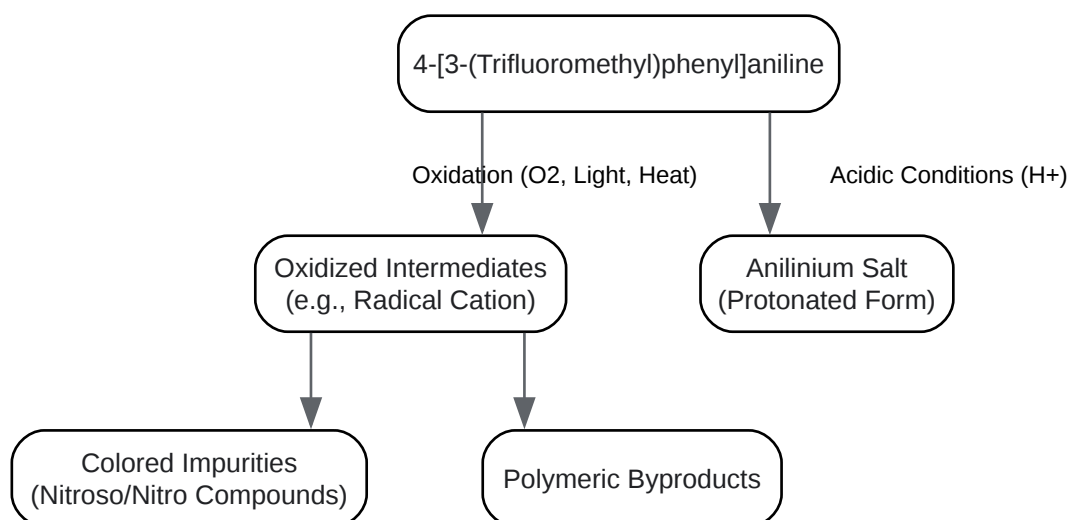 4-[3-(Trifluoromethyl)phenyl]aniline
Oxidation (O2, Light, Heat)
Acidic Conditions (H+)
Oxidized Intermediates
(e.g., Radical Cation)
Anilinium Salt
(Protonated Form)
Colored Impurities
(Nitroso/Nitro Compounds)
Polymeric Byproducts